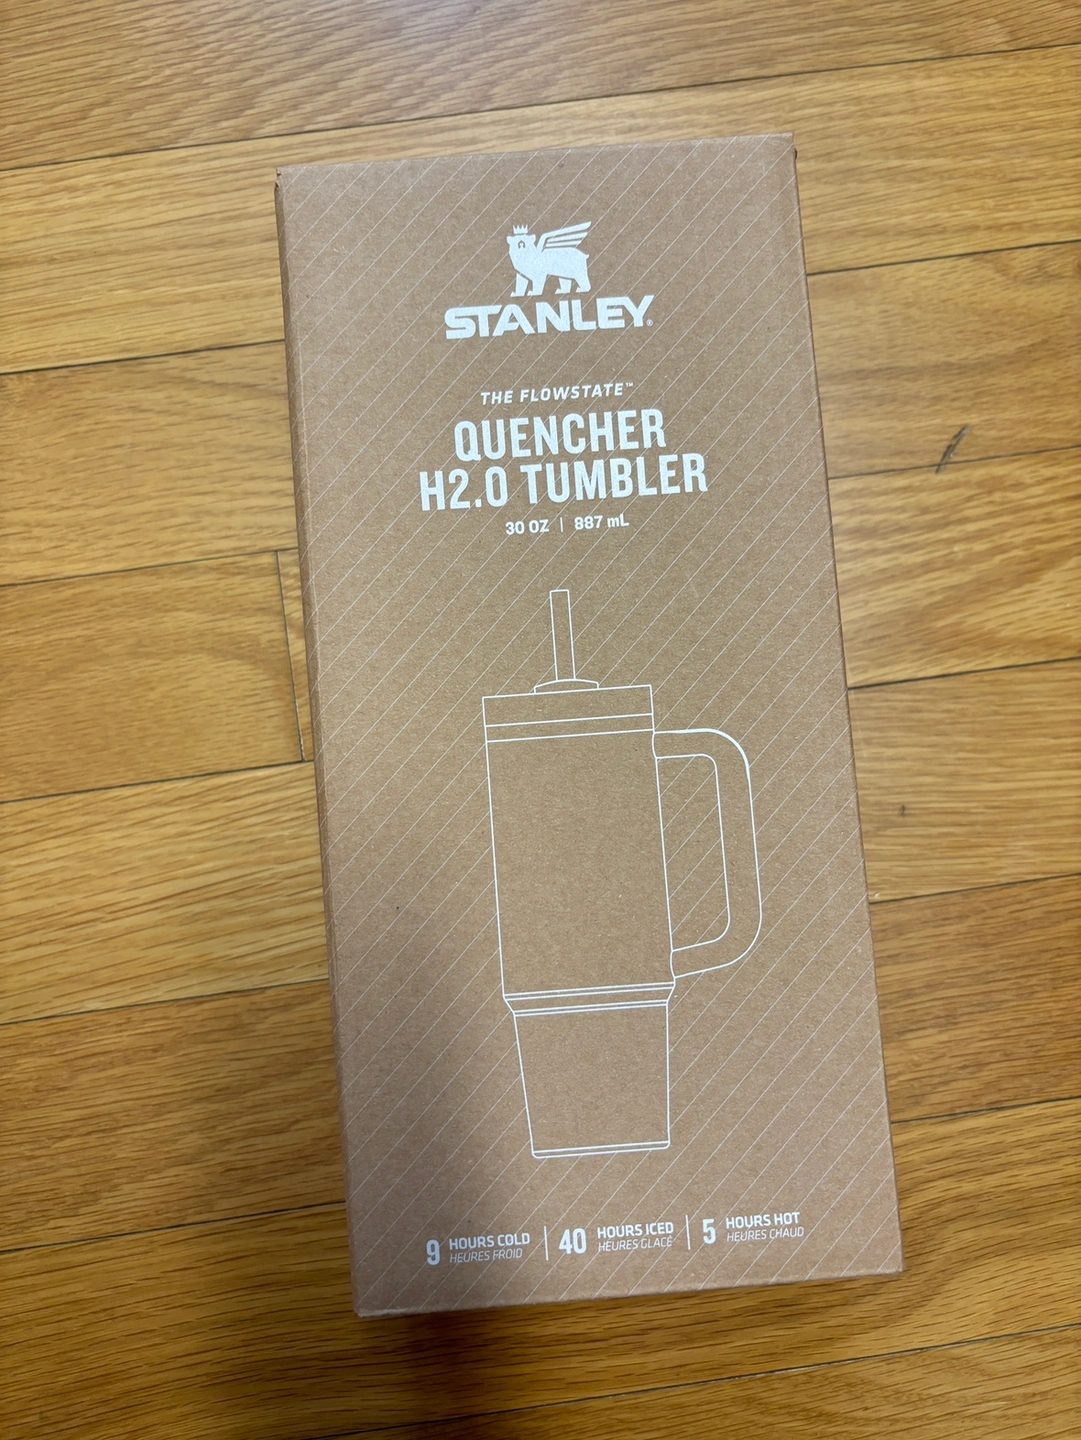 STANLEY®
THE FLOWSTATE™
QUENCHER
H2.0 TUMBLER
30 OZ | 887 mL
9 HOURS COLD
HEURES FROID
40 HOURS ICED
HEURES GLACÉ
5 HOURS HOT
HEURES CHAUD